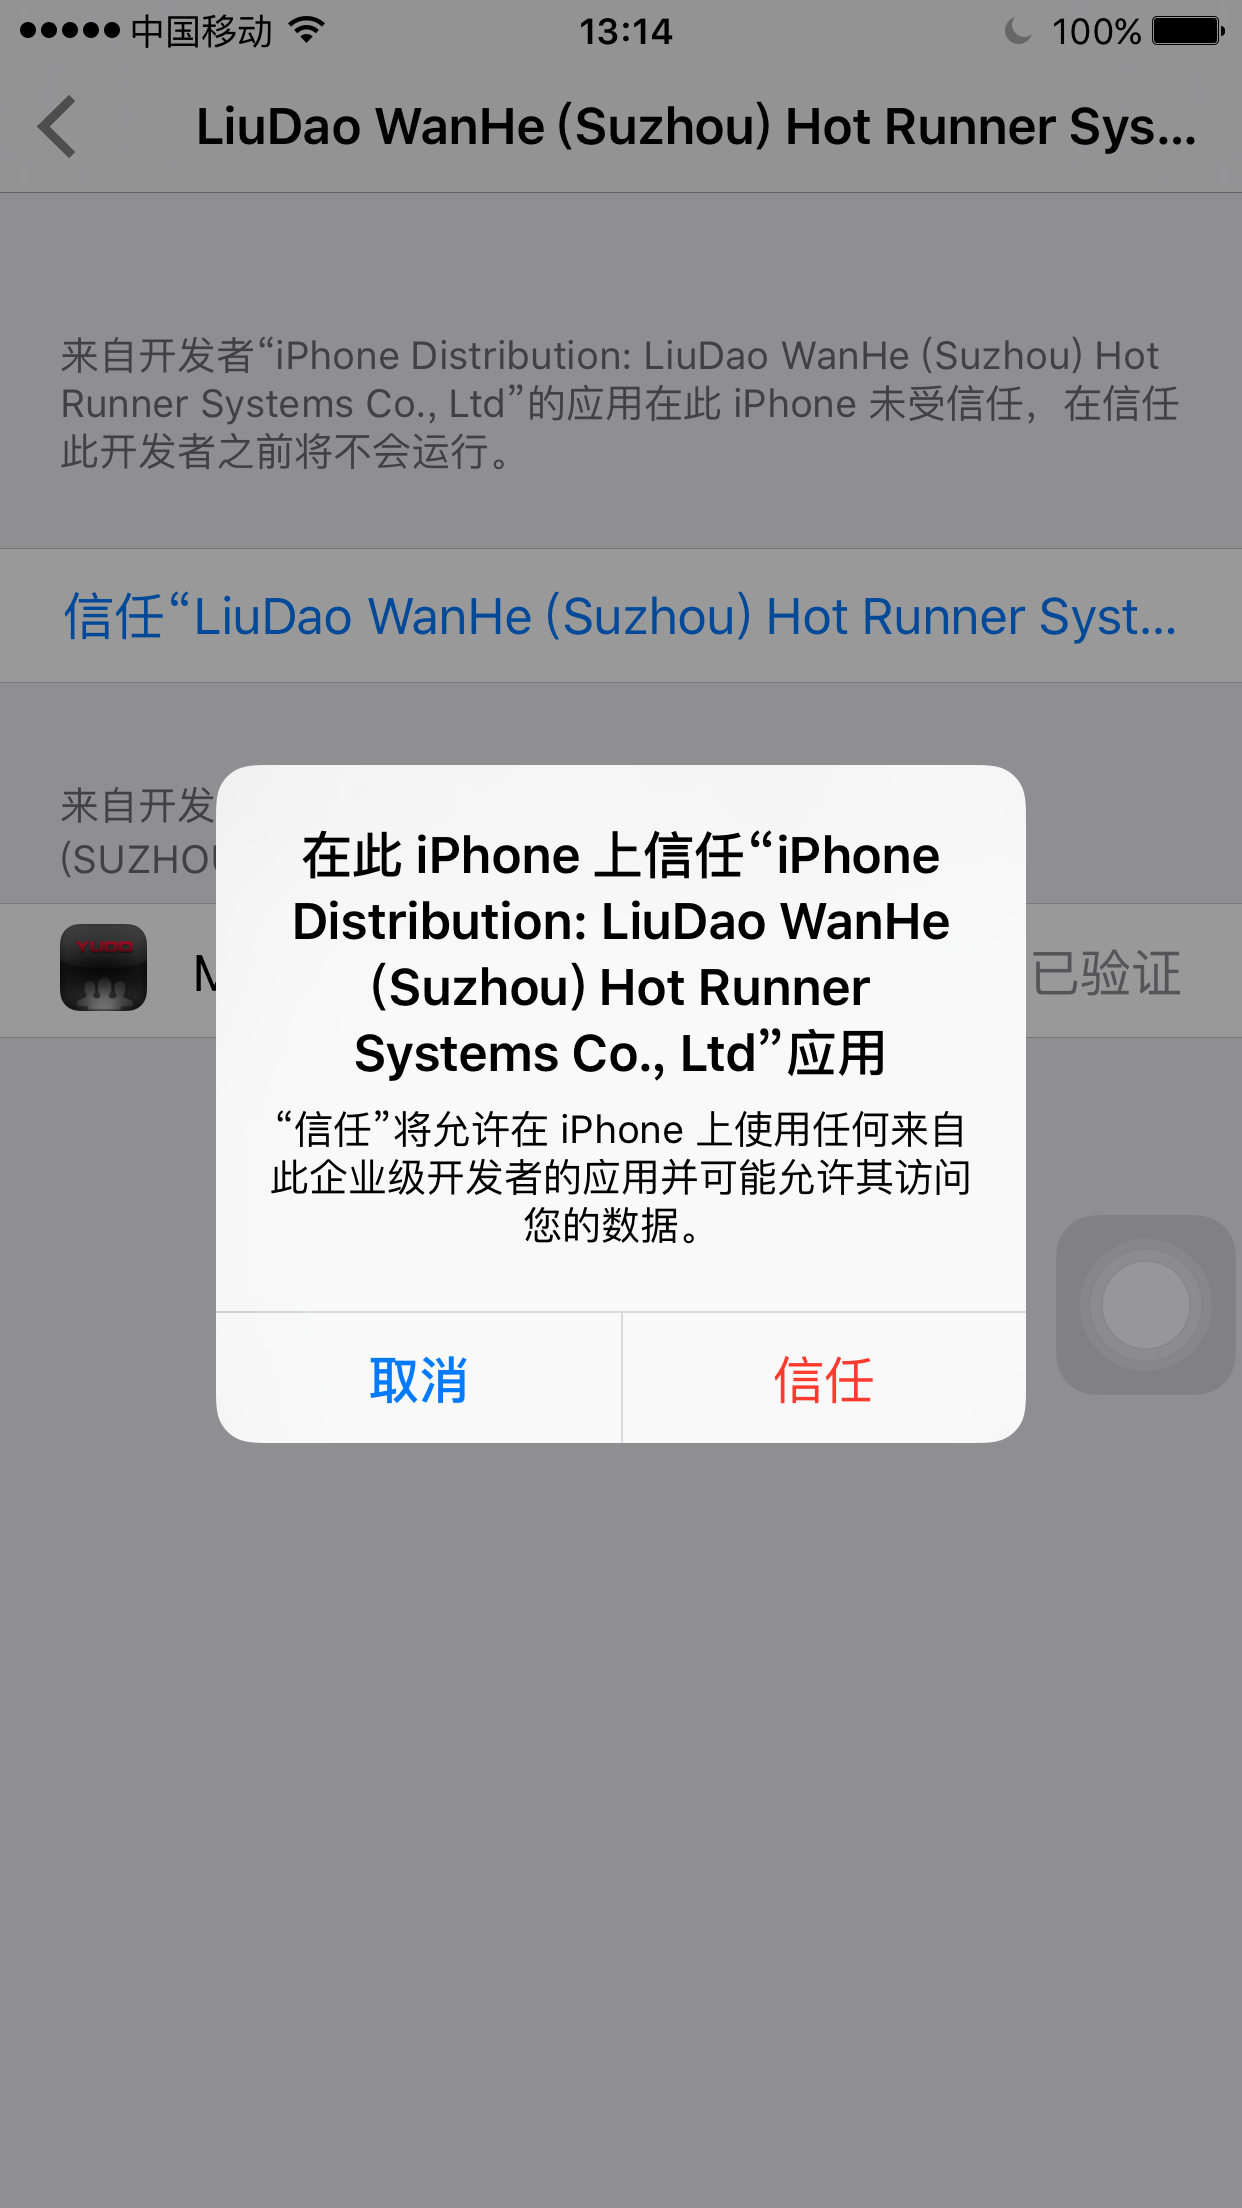 中国移动
13:14
100%
LiuDao WanHe (Suzhou) Hot Runner Sys...
来自开发者“iPhone Distribution: LiuDao WanHe (Suzhou) Hot
Runner Systems Co., Ltd”的应用在此 iPhone 未受信任，在信任
此开发者之前将不会运行。
信任“LiuDao WanHe (Suzhou) Hot Runner Syst...
来自开发
(SUZHOU
YUDO
M
已验证
在此 iPhone 上信任“iPhone
Distribution: LiuDao WanHe
(Suzhou) Hot Runner
Systems Co., Ltd”应用
“信任”将允许在 iPhone 上使用任何来自
此企业级开发者的应用并可能允许其访问
您的数据。
取消
信任